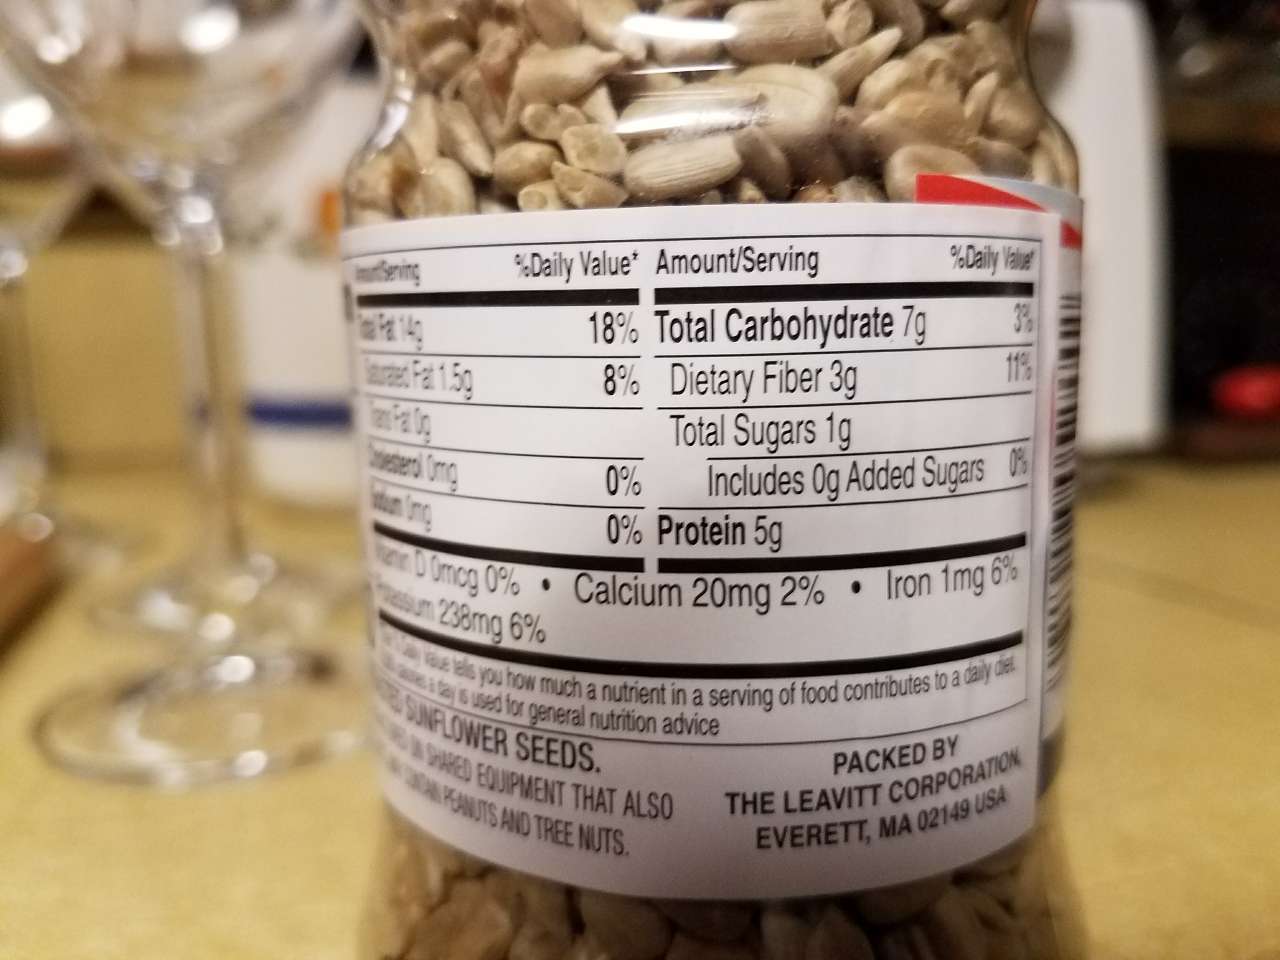 Amount/Serving %Daily Value* Amount/Serving %Daily Value*
Total Fat 14g 18% Total Carbohydrate 7g 3%
Saturated Fat 1.5g 8% Dietary Fiber 3g 11%
Trans Fat 0g Total Sugars 1g
Cholesterol 0mg 0% Includes 0g Added Sugars 0%
Sodium 0mg 0% Protein 5g
Vitamin D 0mcg 0% • Calcium 20mg 2% • Iron 1mg 6%
Potassium 238mg 6%
Daily Value tells you how much a nutrient in a serving of food contributes to a daily diet.
calories a day is used for general nutrition advice
SUNFLOWER SEEDS.
ON SHARED EQUIPMENT THAT ALSO
PEANUTS AND TREE NUTS.
PACKED BY
THE LEAVITT CORPORATION,
EVERETT, MA 02149 USA